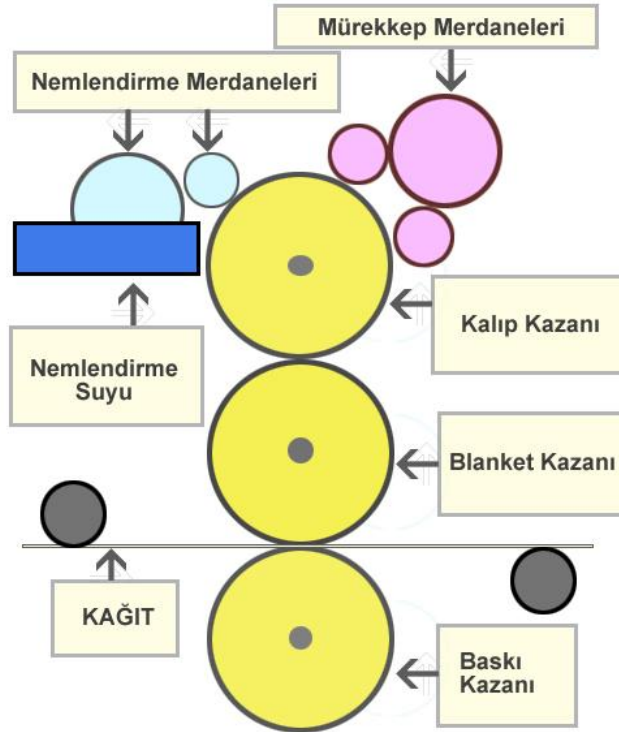 Mürekkep Merdaneleri
Nemlendirme Merdaneleri
Kalıp Kazanı
Nemlendirme
Suyu
Blanket Kazanı
KAĞIT
Baskı
Kazanı